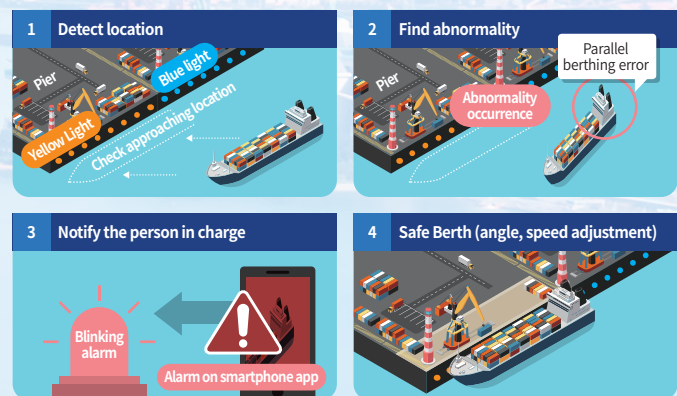 1 Detect location
Pier
Blue light
Yellow Light
Check approaching location
2 Find abnormality
Parallel
berthing error
Pier
Abnormality
occurrence
3 Notify the person in charge
Blinking
alarm
Alarm on smartphone app
4 Safe Berth (angle, speed adjustment)